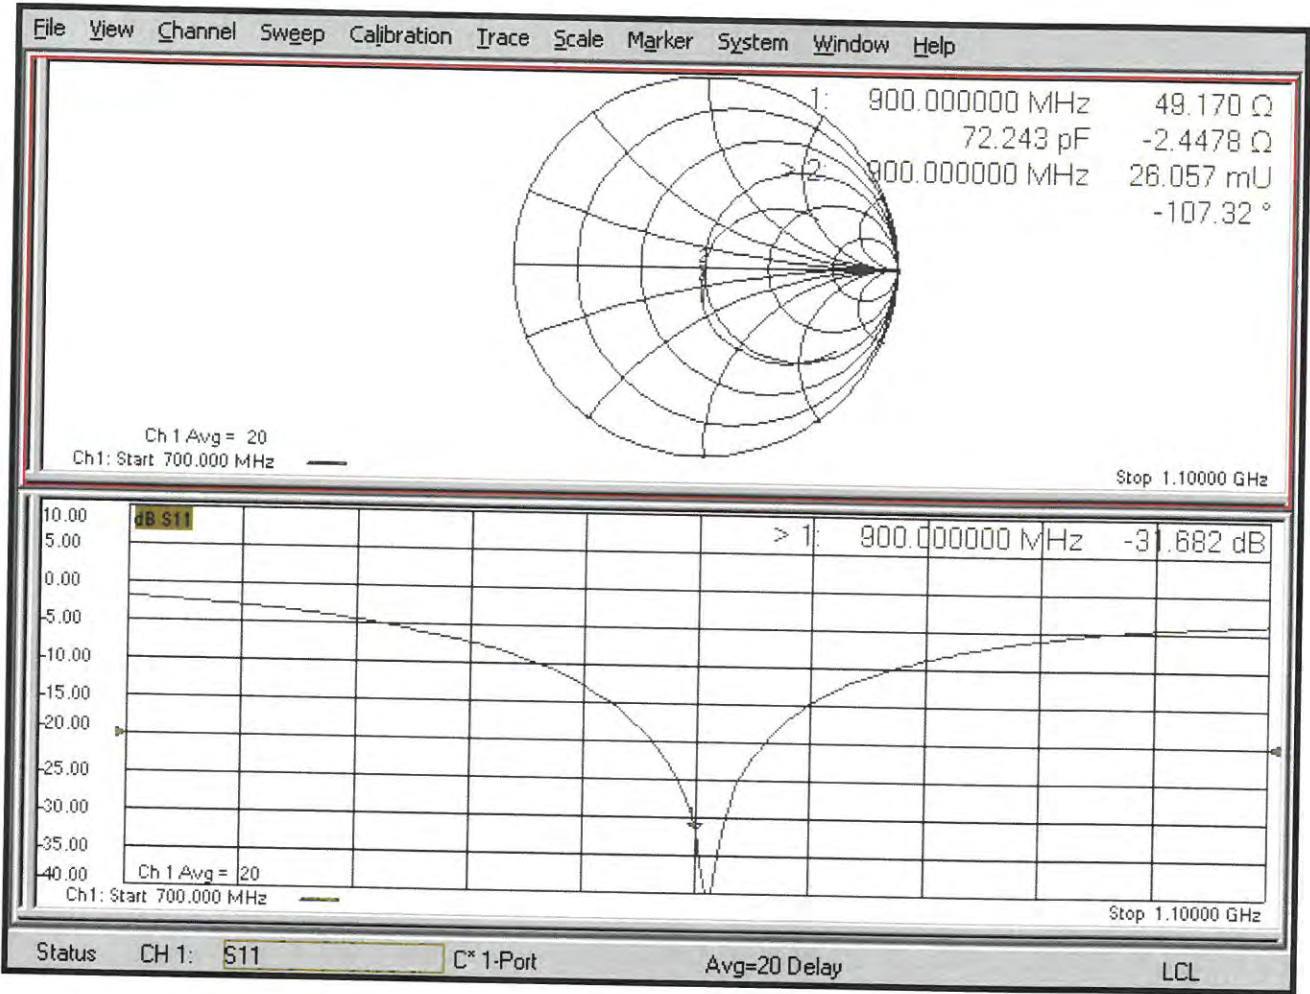 File View Channel Sweep Calibration Trace Scale Marker System Window Help
1: 900.000000 MHz 49.170 Ω
72.243 pF -2.4478 Ω
> 2: 900.000000 MHz 26.057 mU
-107.32 °
Ch 1 Avg = 20
Ch1: Start 700.000 MHz
Stop 1.10000 GHz
dB S11
> 1: 900.000000 MHz -31.682 dB
10.00
5.00
0.00
-5.00
-10.00
-15.00
-20.00
-25.00
-30.00
-35.00
-40.00
Ch 1 Avg = 20
Ch1: Start 700.000 MHz
Stop 1.10000 GHz
Status CH 1: S11 C* 1-Port Avg=20 Delay LCL